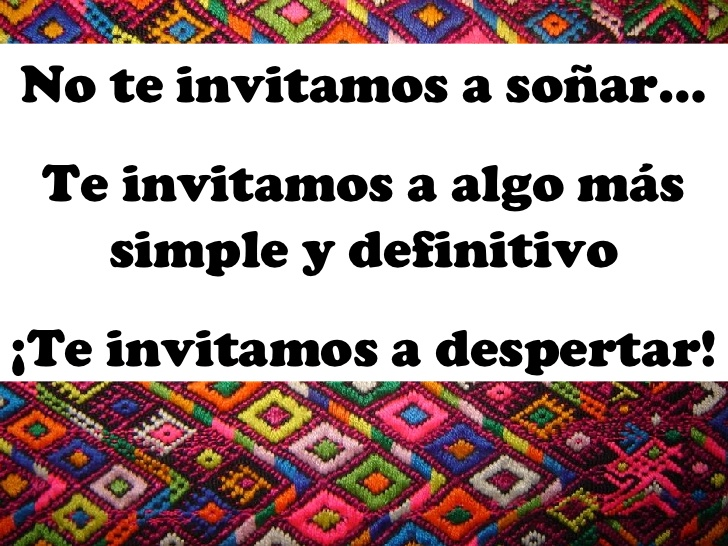 No te invitamos a soñar...
Te invitamos a algo más
simple y definitivo
¡Te invitamos a despertar!